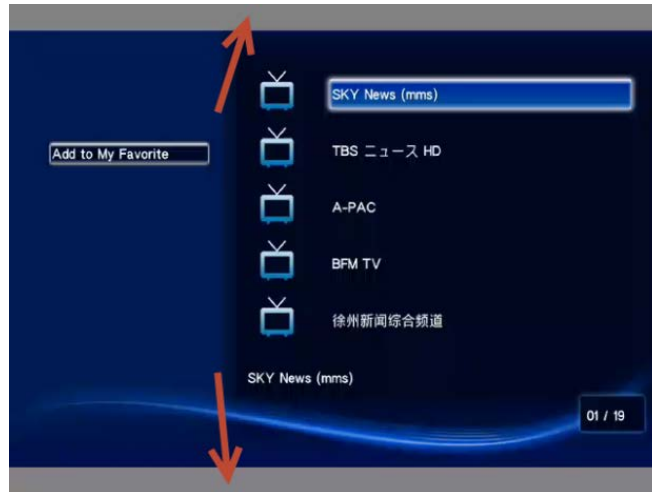 Add to My Favorite
SKY News (mms)
TBS ニュース HD
A-PAC
BFM TV
徐州新闻综合频道
SKY News (mms)
01 / 19